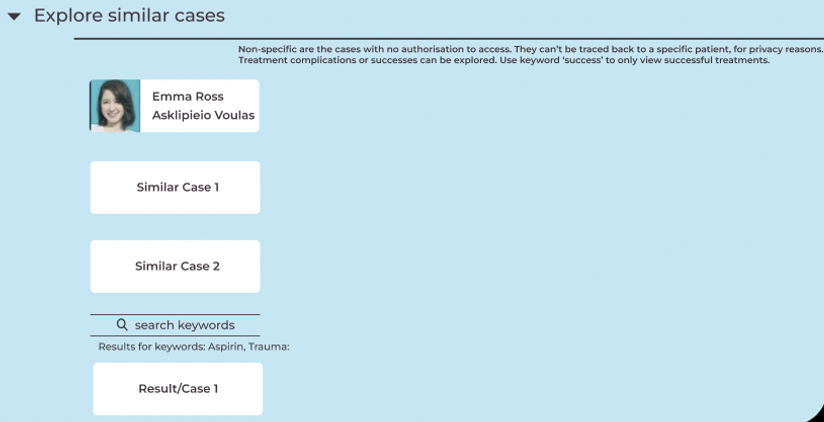 Explore similar cases
Non-specific are the cases with no authorisation to access. They can't be traced back to a specific patient, for privacy reasons.
Treatment complications or successes can be explored. Use keyword 'success' to only view successful treatments.
Emma Ross
Asklipieio Voulas
Similar Case 1
Similar Case 2
search keywords
Results for keywords: Aspirin, Trauma:
Result/Case 1